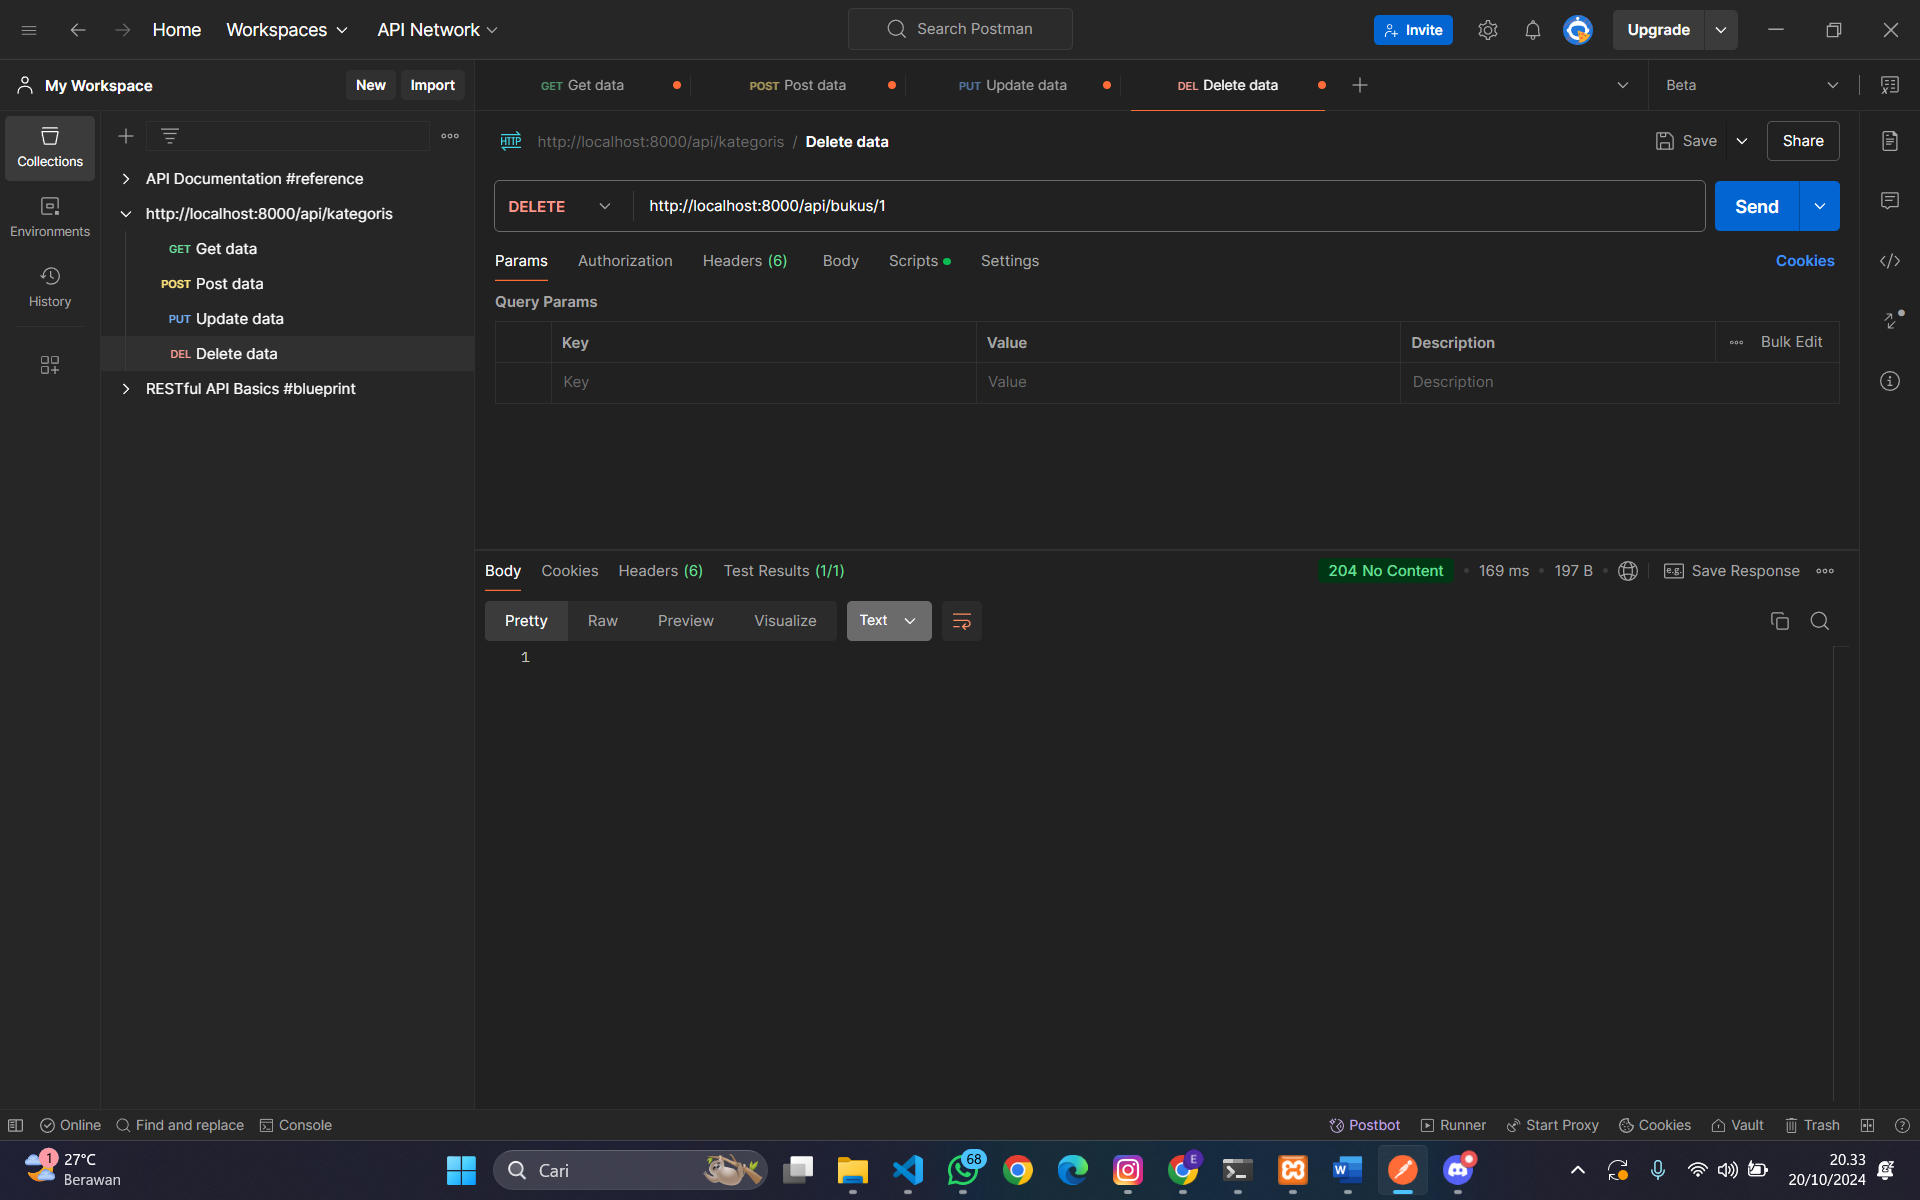 Home
Workspaces
API Network
Search Postman
Invite
Upgrade
My Workspace
New
Import
GET Get data
POST Post data
PUT Update data
DEL Delete data
Beta
Collections
Environments
History
API Documentation #reference
http://localhost:8000/api/kategoris
GET Get data
POST Post data
PUT Update data
DEL Delete data
RESTful API Basics #blueprint
HTTP http://localhost:8000/api/kategoris / Delete data
Save
Share
DELETE http://localhost:8000/api/bukus/1
Send
Params Authorization Headers (6) Body Scripts Settings
Cookies
Query Params
Key Value Description Bulk Edit
Key Value Description
Body Cookies Headers (6) Test Results (1/1)
204 No Content 169 ms 197 B
e.g. Save Response
Pretty Raw Preview Visualize Text
1
Online Find and replace Console
Postbot Runner Start Proxy Cookies Vault Trash
1
27°C
Berawan
Cari
68
E
20.33
20/10/2024